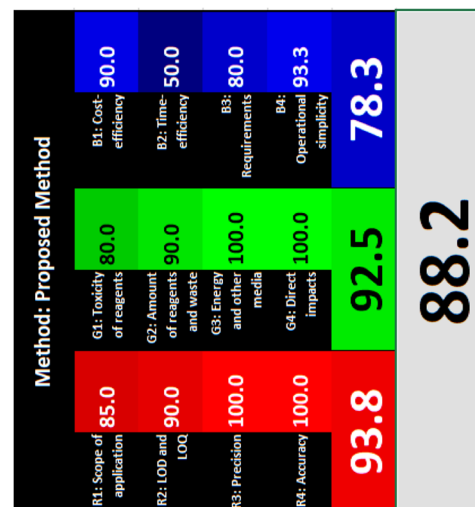 Method: Proposed Method
R1: Scope of
application
85.0
G1: Toxicity
of reagents
80.0
B1: Cost-
efficiency
90.0
R2: LOD and
LOQ
90.0
G2: Amount
of reagents
and waste
90.0
B2: Time-
efficiency
50.0
R3: Precision
100.0
G3: Energy
and other
media
100.0
B3:
Requirements
80.0
R4: Accuracy
100.0
G4: Direct
impacts
100.0
B4:
Operational
simplicity
93.3
93.8
92.5
78.3
88.2